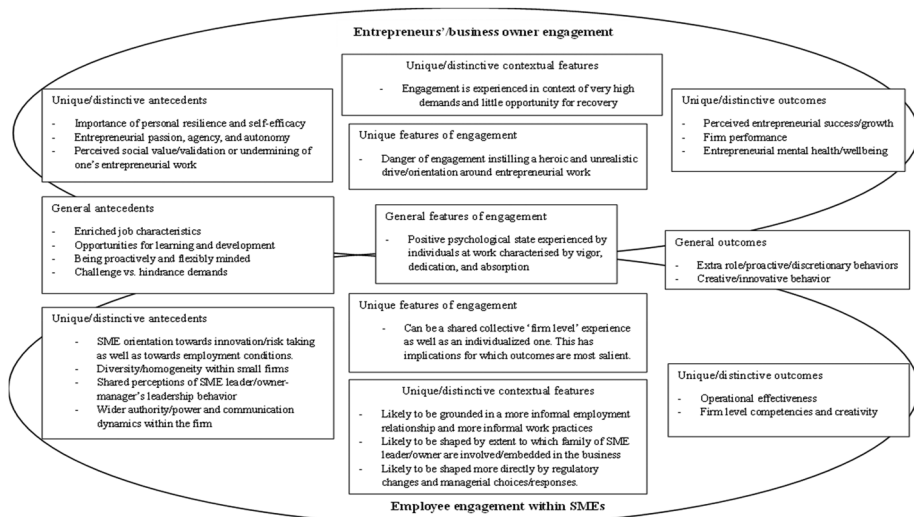 Entrepreneurs'/business owner engagement
Unique/distinctive contextual features
- Engagement is experienced in context of very high
demands and little opportunity for recovery
Unique/distinctive antecedents
- Importance of personal resilience and self-efficacy
- Entrepreneurial passion, agency, and autonomy
- Perceived social value/validation or undermining of
one's entrepreneurial work
Unique features of engagement
- Danger of engagement instilling a heroic and unrealistic
drive/orientation around entrepreneurial work
Unique/distinctive outcomes
- Perceived entrepreneurial success/growth
- Firm performance
- Entrepreneurial mental health/wellbeing
General antecedents
- Enriched job characteristics
- Opportunities for learning and development
- Being proactively and flexibly minded
- Challenge vs. hindrance demands
General features of engagement
- Positive psychological state experienced by
individuals at work characterised by vigor,
dedication, and absorption
General outcomes
- Extra role/proactive/discretionary behaviors
- Creative/innovative behavior
Unique/distinctive antecedents
- SME orientation towards innovation/risk taking
as well as towards employment conditions.
- Diversity/homogeneity within small firms
- Shared perceptions of SME leader/owner-
manager's leadership behavior
- Wider authority/power and communication
dynamics within the firm
Unique features of engagement
- Can be a shared collective 'firm level' experience
as well as an individualized one. This has
implications for which outcomes are most salient.
Unique/distinctive contextual features
- Likely to be grounded in a more informal employment
relationship and more informal work practices
- Likely to be shaped by extent to which family of SME
leader/owner are involved/embedded in the business
- Likely to be shaped more directly by regulatory
changes and managerial choices/responses.
Unique/distinctive outcomes
- Operational effectiveness
- Firm level competencies and creativity
Employee engagement within SMEs